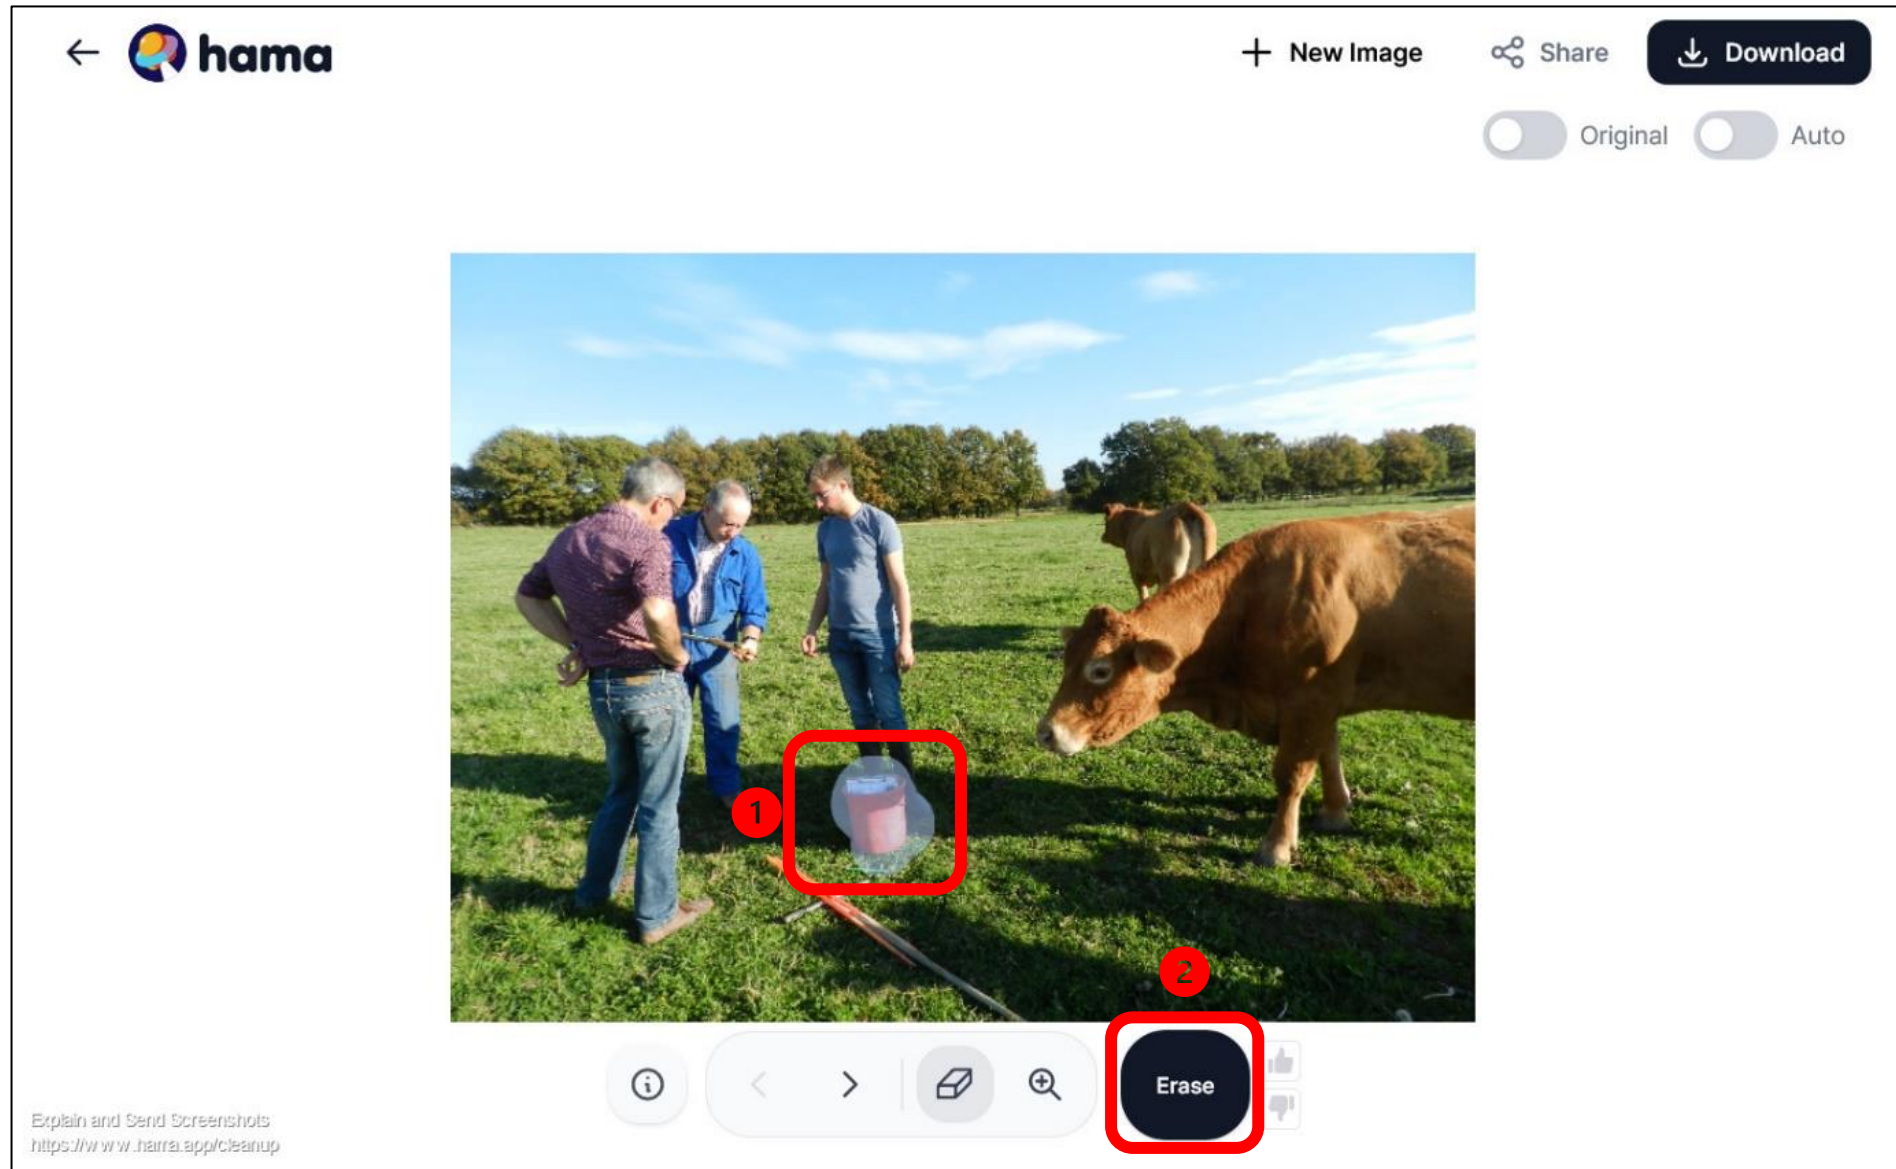 hama
New Image
Share
Download
Original
Auto
1
2
Erase
Explain and Send Screenshots
https://www.hama.app/cleanup